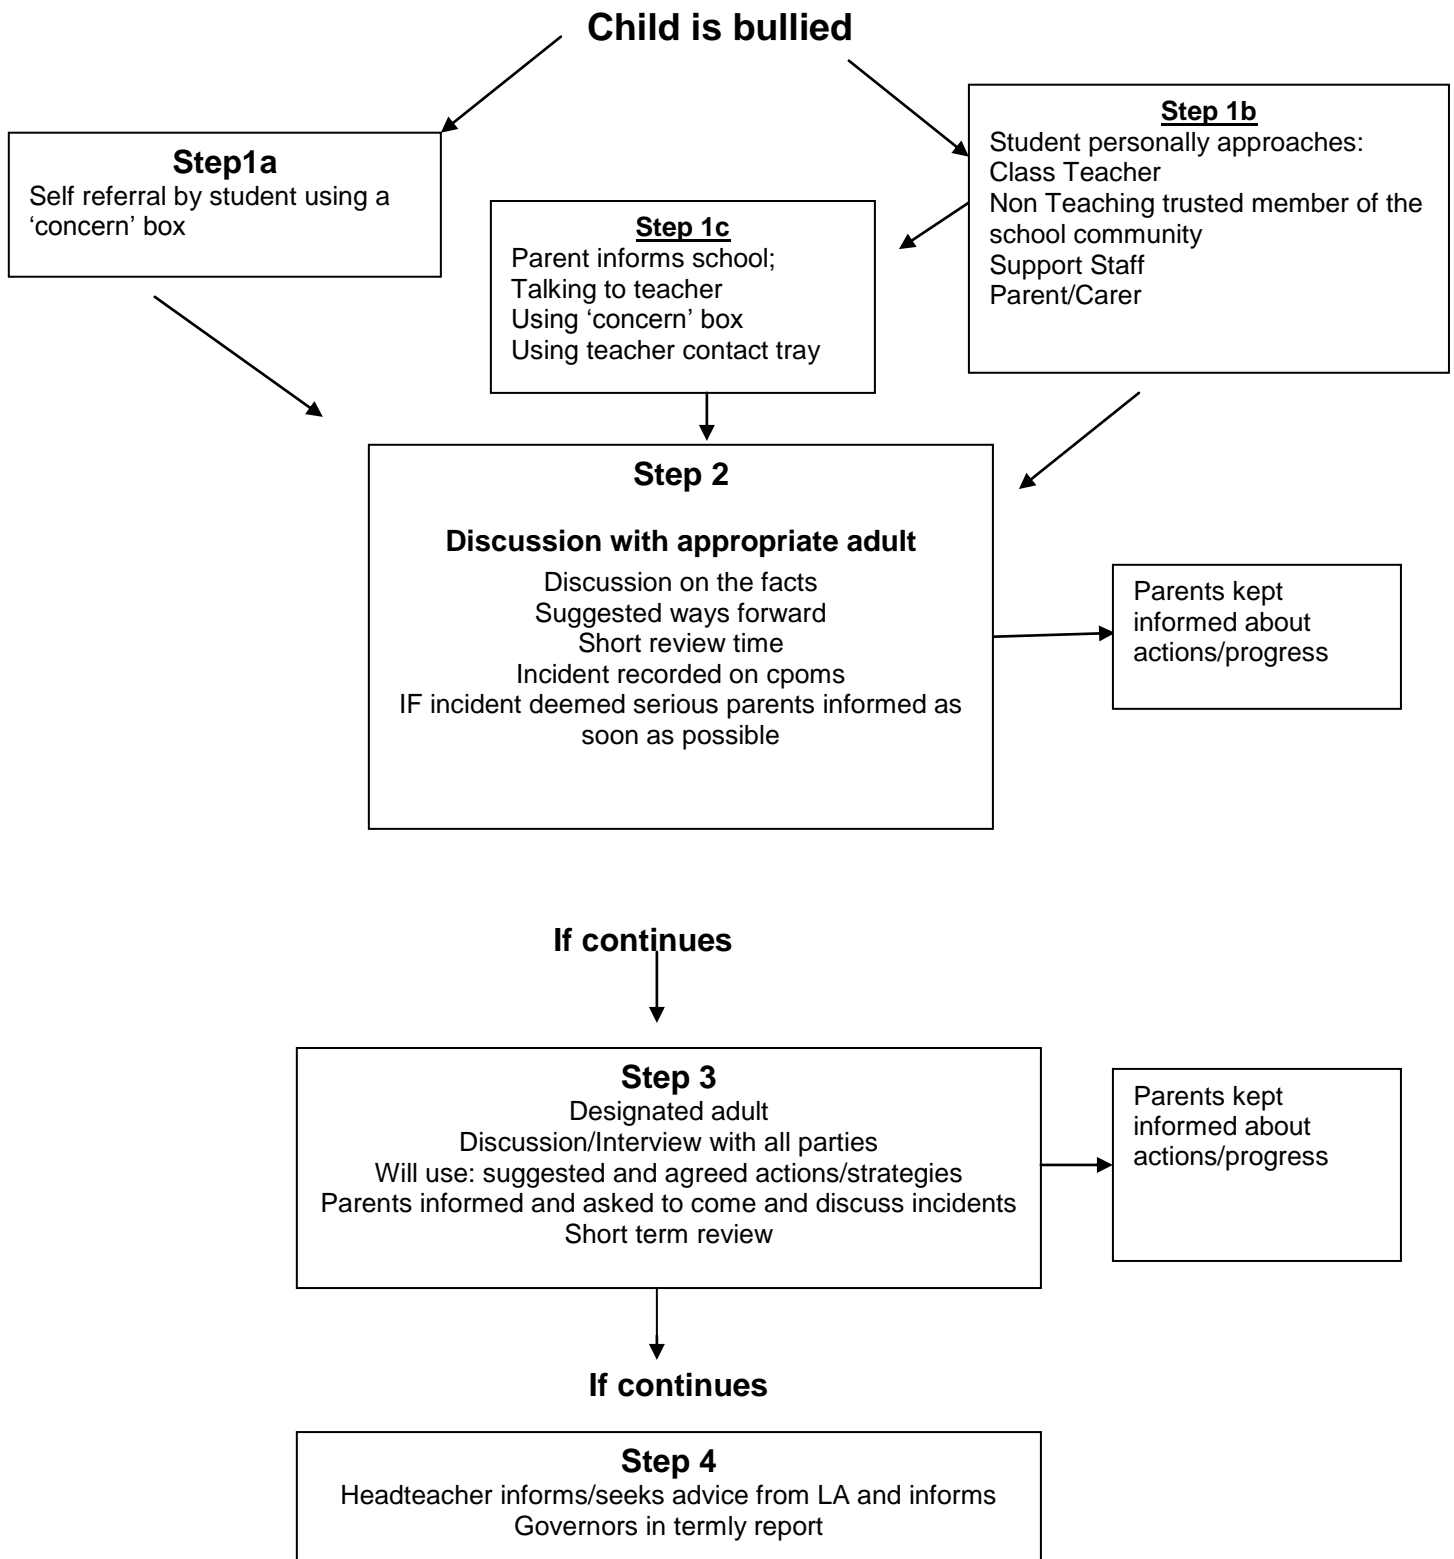 Child is bullied
Step1a
Self referral by student using a
‘concern’ box
Step 1c
Parent informs school;
Talking to teacher
Using ‘concern’ box
Using teacher contact tray
Step 1b
Student personally approaches:
Class Teacher
Non Teaching trusted member of the
school community
Support Staff
Parent/Carer
Step 2
Discussion with appropriate adult
Discussion on the facts
Suggested ways forward
Short review time
Incident recorded on cpoms
IF incident deemed serious parents informed as
soon as possible
Parents kept
informed about
actions/progress
If continues
Step 3
Designated adult
Discussion/Interview with all parties
Will use: suggested and agreed actions/strategies
Parents informed and asked to come and discuss incidents
Short term review
Parents kept
informed about
actions/progress
If continues
Step 4
Headteacher informs/seeks advice from LA and informs
Governors in termly report